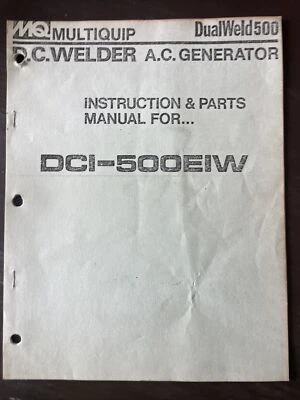 MQ MULTIQUIP DualWeld500
D.C.WELDER A.C. GENERATOR
INSTRUCTION & PARTS
MANUAL FOR...
DCI-500EIW